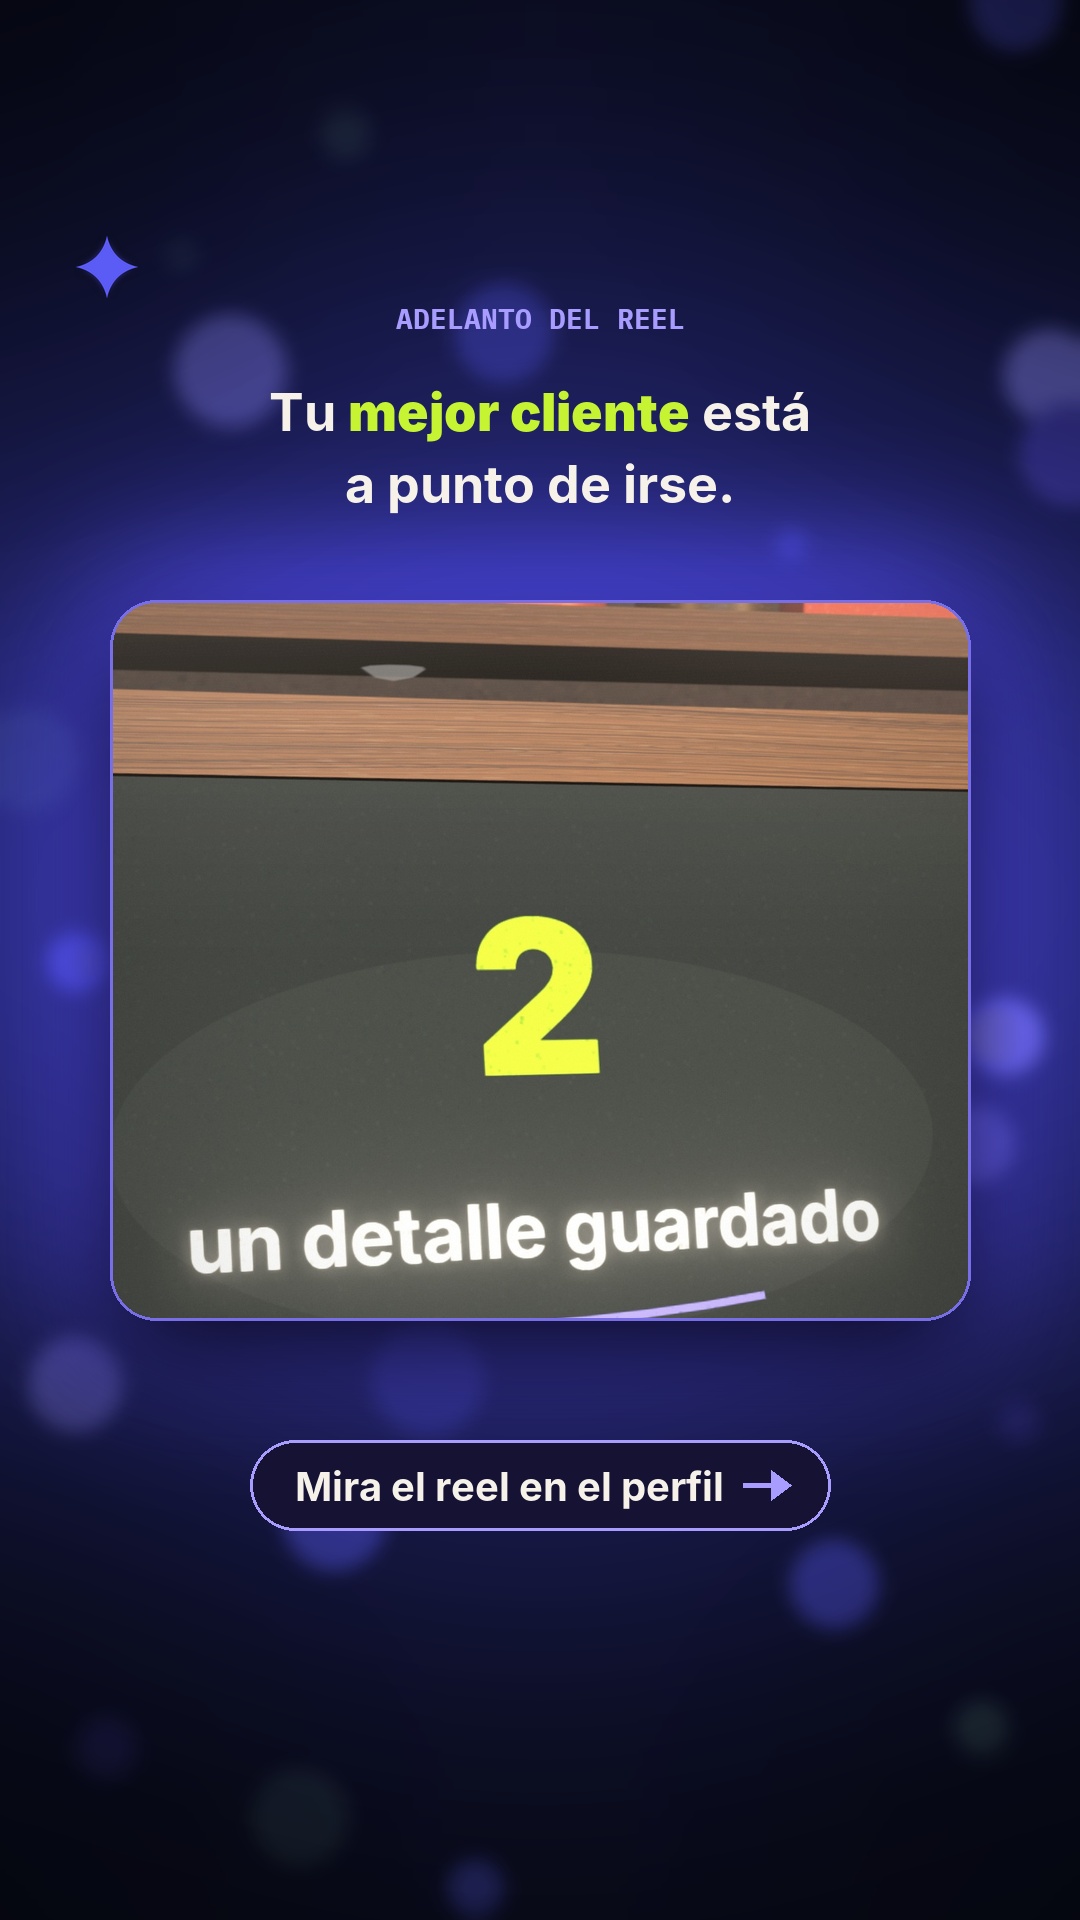 ADELANTO DEL REEL
Tu mejor cliente está
a punto de irse.
2
un detalle guardado
Mira el reel en el perfil